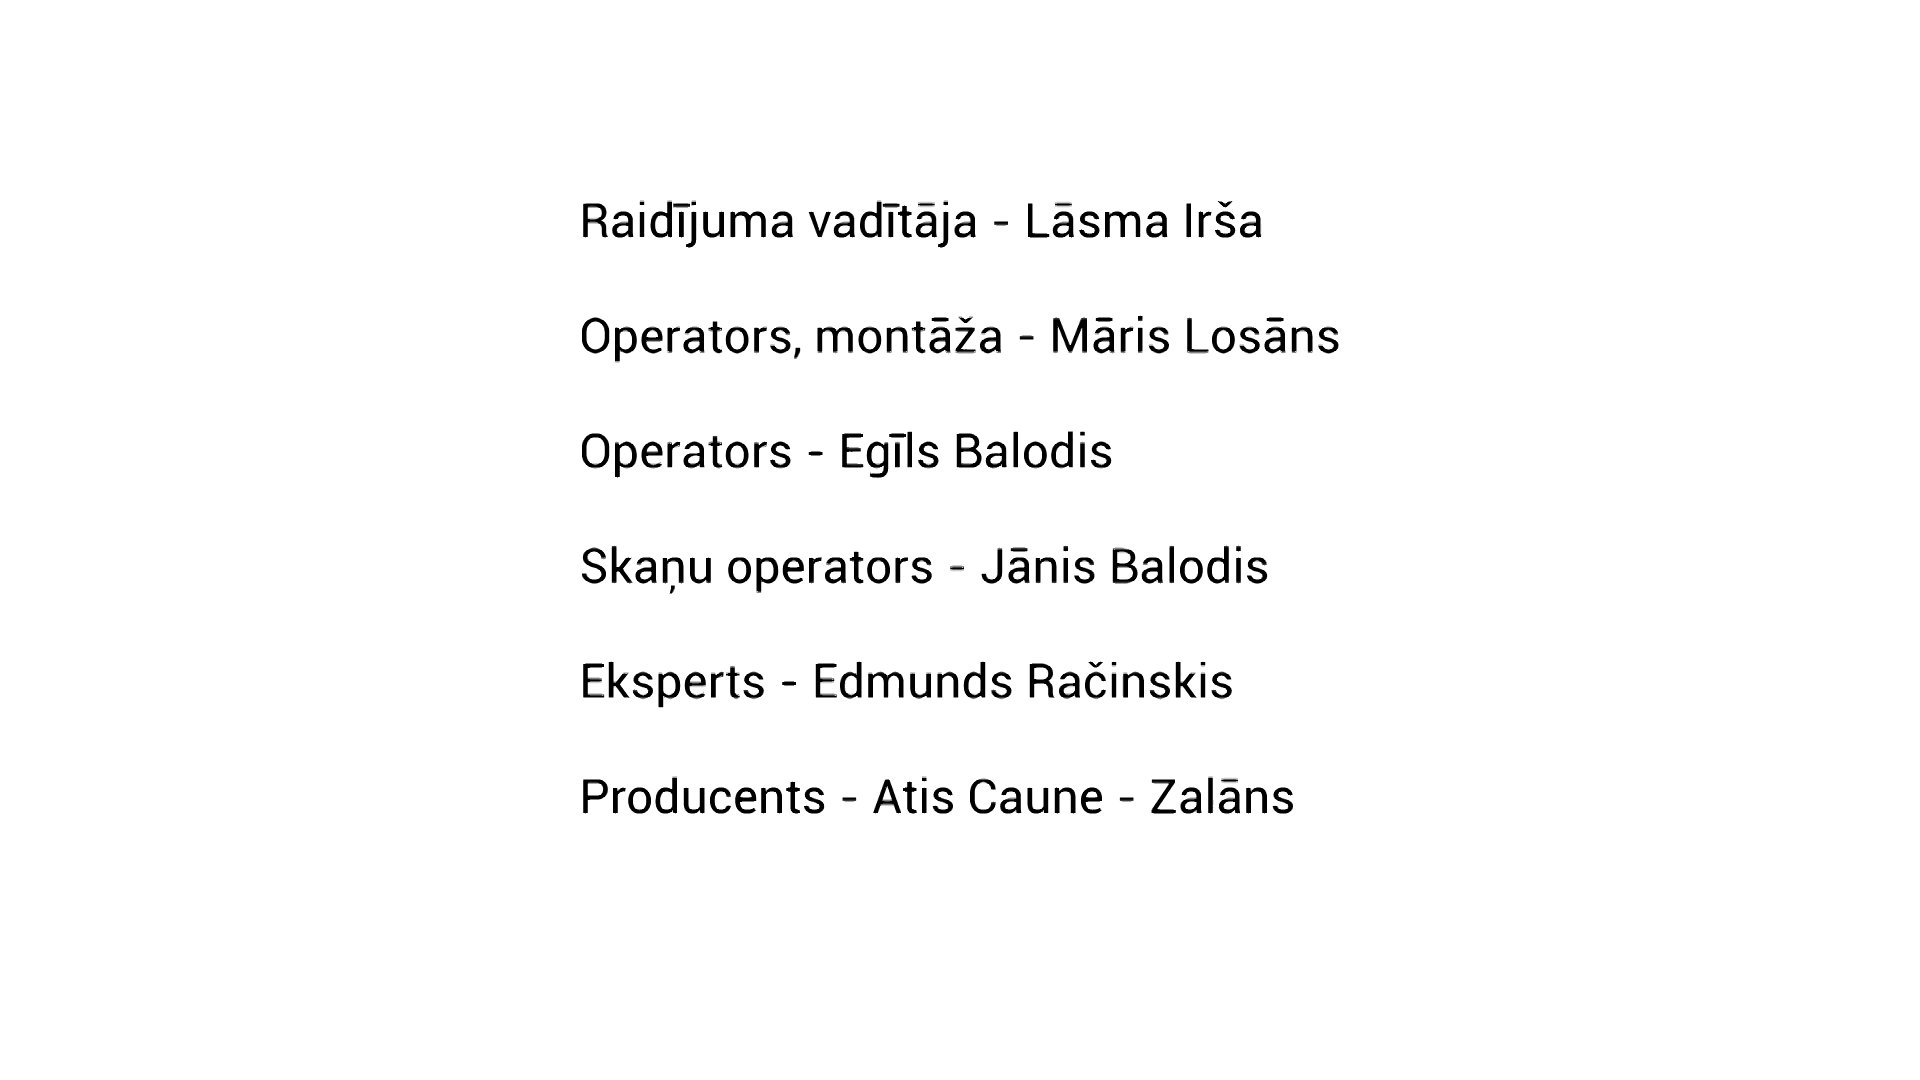 Raidījuma vadītāja - Lāsma Irša
Operators, montāža - Māris Losāns
Operators - Egīls Balodis
Skaņu operators - Jānis Balodis
Eksperts - Edmunds Račinskis
Producents - Atis Caune - Zalāns